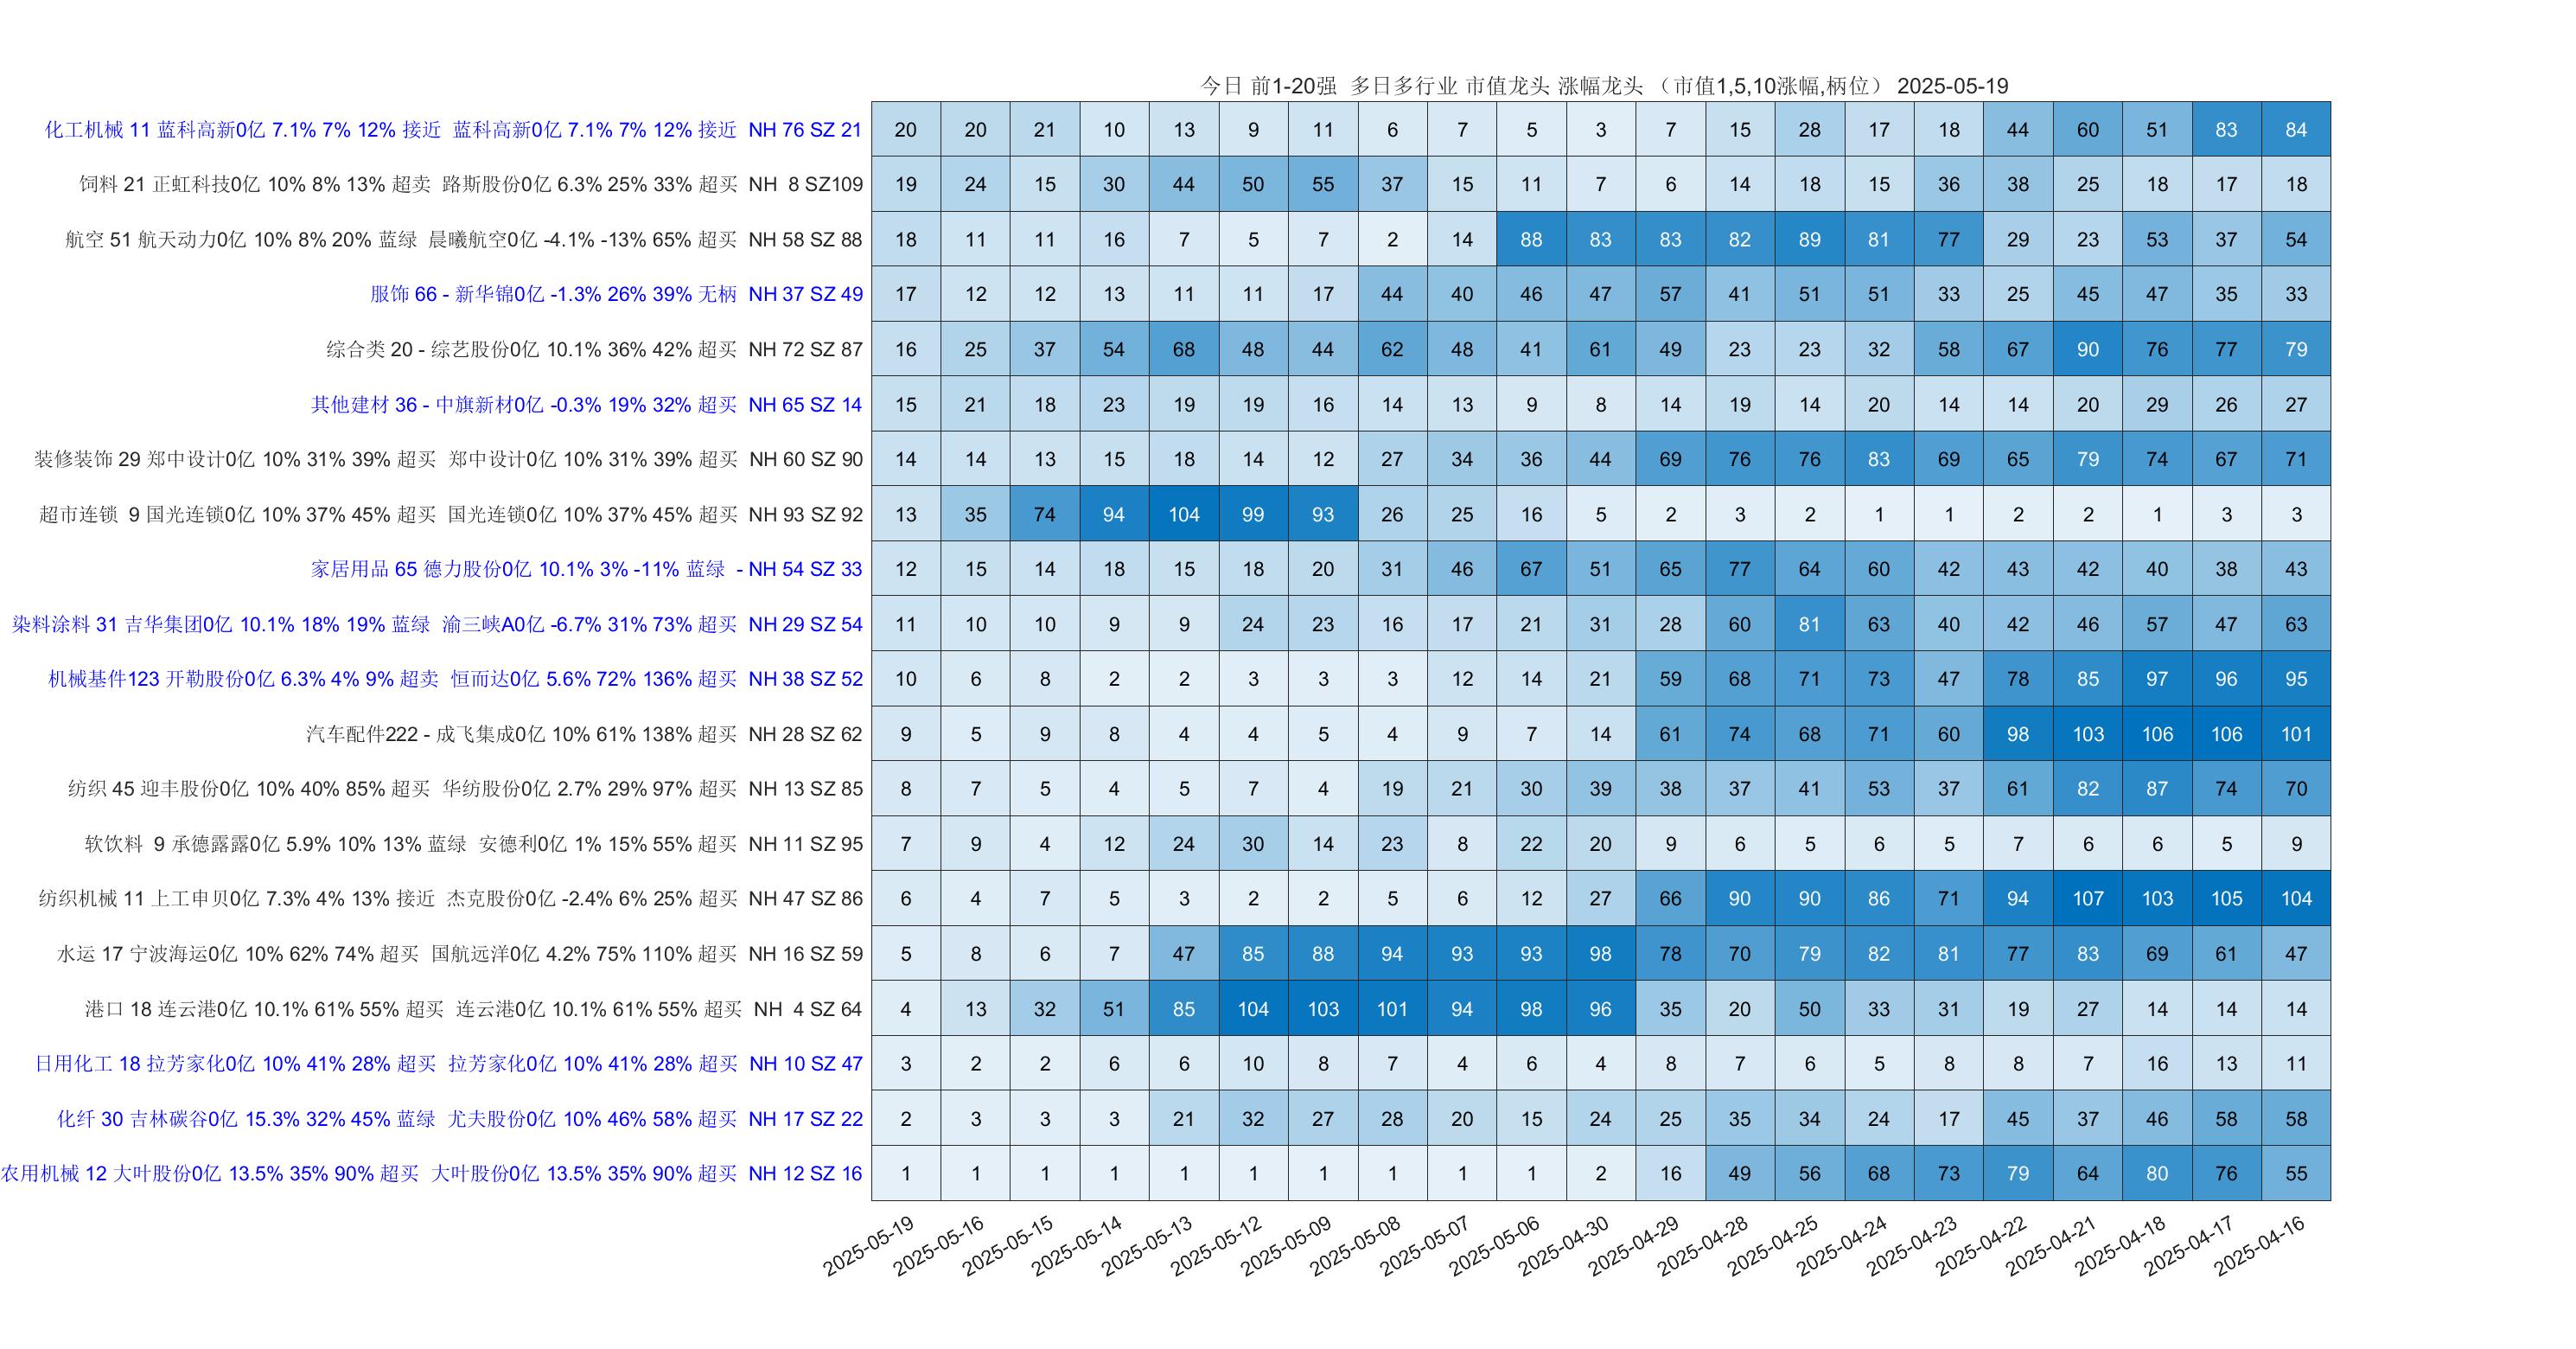 今日 前1-20强 多日多行业 市值龙头 涨幅龙头 （市值1,5,10涨幅,柄位） 2025-05-19
化工机械 11 蓝科高新0亿 7.1% 7% 12% 接近 蓝科高新0亿 7.1% 7% 12% 接近 NH 76 SZ 21 20 20 21 10 13 9 11 6 7 5 3 7 15 28 17 18 44 60 51 83 84
饲料 21 正虹科技0亿 10% 8% 13% 超卖 路斯股份0亿 6.3% 25% 33% 超买 NH 8 SZ109 19 24 15 30 44 50 55 37 15 11 7 6 14 18 15 36 38 25 18 17 18
航空 51 航天动力0亿 10% 8% 20% 蓝绿 晨曦航空0亿 -4.1% -13% 65% 超买 NH 58 SZ 88 18 11 11 16 7 5 7 2 14 88 83 83 82 89 81 77 29 23 53 37 54
服饰 66 - 新华锦0亿 -1.3% 26% 39% 无柄 NH 37 SZ 49 17 12 12 13 11 11 17 44 40 46 47 57 41 51 51 33 25 45 47 35 33
综合类 20 - 综艺股份0亿 10.1% 36% 42% 超买 NH 72 SZ 87 16 25 37 54 68 48 44 62 48 41 61 49 23 23 32 58 67 90 76 77 79
其他建材 36 - 中旗新材0亿 -0.3% 19% 32% 超买 NH 65 SZ 14 15 21 18 23 19 19 16 14 13 9 8 14 19 14 20 14 14 20 29 26 27
装修装饰 29 郑中设计0亿 10% 31% 39% 超买 郑中设计0亿 10% 31% 39% 超买 NH 60 SZ 90 14 14 13 15 18 14 12 27 34 36 44 69 76 76 83 69 65 79 74 67 71
超市连锁 9 国光连锁0亿 10% 37% 45% 超买 国光连锁0亿 10% 37% 45% 超买 NH 93 SZ 92 13 35 74 94 104 99 93 26 25 16 5 2 3 2 1 1 2 2 1 3 3
家居用品 65 德力股份0亿 10.1% 3% -11% 蓝绿 - NH 54 SZ 33 12 15 14 18 15 18 20 31 46 67 51 65 77 64 60 42 43 42 40 38 43
染料涂料 31 吉华集团0亿 10.1% 18% 19% 蓝绿 渝三峡A0亿 -6.7% 31% 73% 超买 NH 29 SZ 54 11 10 10 9 9 24 23 16 17 21 31 28 60 81 63 40 42 46 57 47 63
机械基件123 开勒股份0亿 6.3% 4% 9% 超卖 恒而达0亿 5.6% 72% 136% 超买 NH 38 SZ 52 10 6 8 2 2 3 3 3 12 14 21 59 68 71 73 47 78 85 97 96 95
汽车配件222 - 成飞集成0亿 10% 61% 138% 超买 NH 28 SZ 62 9 5 9 8 4 4 5 4 9 7 14 61 74 68 71 60 98 103 106 106 101
纺织 45 迎丰股份0亿 10% 40% 85% 超买 华纺股份0亿 2.7% 29% 97% 超买 NH 13 SZ 85 8 7 5 4 5 7 4 19 21 30 39 38 37 41 53 37 61 82 87 74 70
软饮料 9 承德露露0亿 5.9% 10% 13% 蓝绿 安德利0亿 1% 15% 55% 超买 NH 11 SZ 95 7 9 4 12 24 30 14 23 8 22 20 9 6 5 6 5 7 6 6 5 9
纺织机械 11 上工申贝0亿 7.3% 4% 13% 接近 杰克股份0亿 -2.4% 6% 25% 超买 NH 47 SZ 86 6 4 7 5 3 2 2 5 6 12 27 66 90 90 86 71 94 107 103 105 104
水运 17 宁波海运0亿 10% 62% 74% 超买 国航远洋0亿 4.2% 75% 110% 超买 NH 16 SZ 59 5 8 6 7 47 85 88 94 93 93 98 78 70 79 82 81 77 83 69 61 47
港口 18 连云港0亿 10.1% 61% 55% 超买 连云港0亿 10.1% 61% 55% 超买 NH 4 SZ 64 4 13 32 51 85 104 103 101 94 98 96 35 20 50 33 31 19 27 14 14 14
日用化工 18 拉芳家化0亿 10% 41% 28% 超买 拉芳家化0亿 10% 41% 28% 超买 NH 10 SZ 47 3 2 2 6 6 10 8 7 4 6 4 8 7 6 5 8 8 7 16 13 11
化纤 30 吉林碳谷0亿 15.3% 32% 45% 蓝绿 尤夫股份0亿 10% 46% 58% 超买 NH 17 SZ 22 2 3 3 3 21 32 27 28 20 15 24 25 35 34 24 17 45 37 46 58 58
农用机械 12 大叶股份0亿 13.5% 35% 90% 超买 大叶股份0亿 13.5% 35% 90% 超买 NH 12 SZ 16 1 1 1 1 1 1 1 1 1 1 2 16 49 56 68 73 79 64 80 76 55
2025-05-19 2025-05-16 2025-05-15 2025-05-14 2025-05-13 2025-05-12 2025-05-09 2025-05-08 2025-05-07 2025-05-06 2025-04-30 2025-04-29 2025-04-28 2025-04-25 2025-04-24 2025-04-23 2025-04-22 2025-04-21 2025-04-18 2025-04-17 2025-04-16